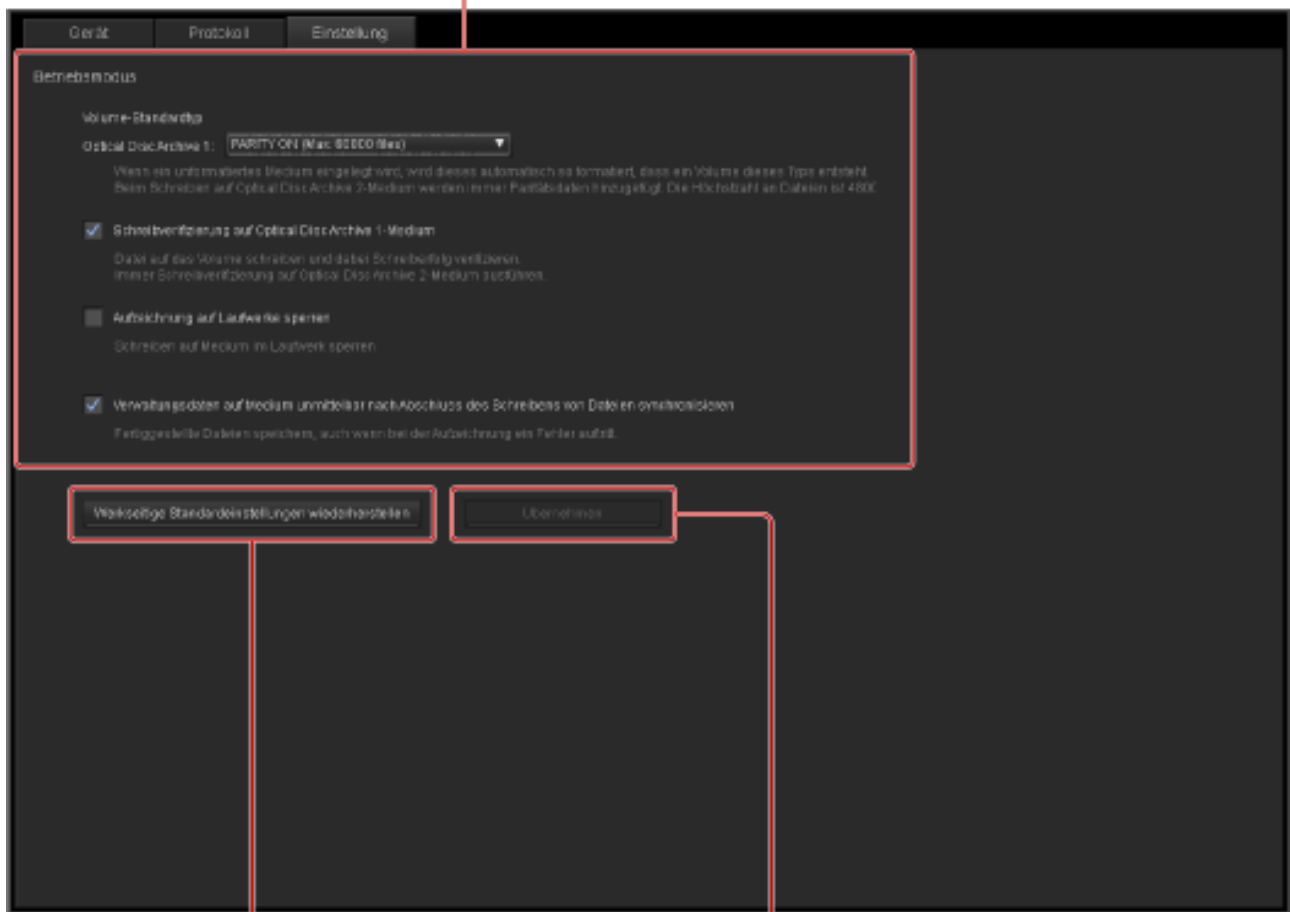 Gerät
Protokoll
Einstellung
Betriebsmodus
Volume-Standardtyp
Optical Disc Archive 1: PARITY ON (Max: 60000 files)
Wenn ein unformatiertes Medium eingelegt wird, wird dieses automatisch so formatiert, dass ein Volume dieses Typs entsteht.
Beim Schreiben auf Optical Disc Archive 2-Medium werden immer Paritätsdaten hinzugefügt. Die Höchstzahl an Dateien ist
Schreibverifizierung auf Optical Disc Archive 1-Medium
Datei auf das Volume schreiben und dabei Schreiberfolg verifizieren.
Immer Schreibverifizierung auf Optical Disc Archive 2-Medium ausführen.
Aufzeichnung auf Laufwerke sperren
Schreiben auf Medium im Laufwerk sperren
Verwaltungsdaten auf Medium unmittelbar nach Abschluss des Schreibens von Dateien synchronisieren
Fertiggestellte Dateien speichern, auch wenn bei der Aufzeichnung ein Fehler auftritt.
Werkseitige Standardeinstellungen wiederherstellen
Übernehmen